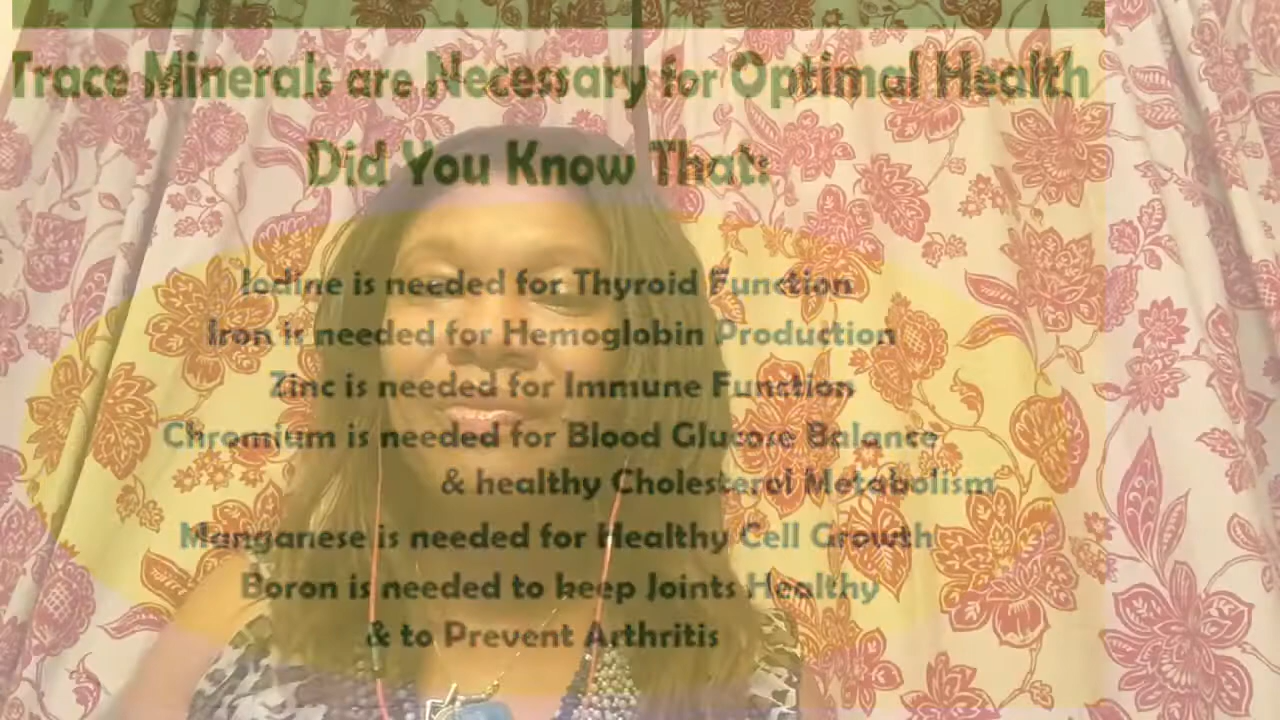 Trace Minerals are Necessary for Optimal Health
Did You Know That:
Iodine is needed for Thyroid Function
Iron is needed for Hemoglobin Production
Zinc is needed for Immune Function
Chromium is needed for Blood Glucose Balance
& healthy Cholesterol Metabolism
Manganese is needed for Healthy Cell Growth
Boron is needed to keep Joints Healthy
& to Prevent Arthritis